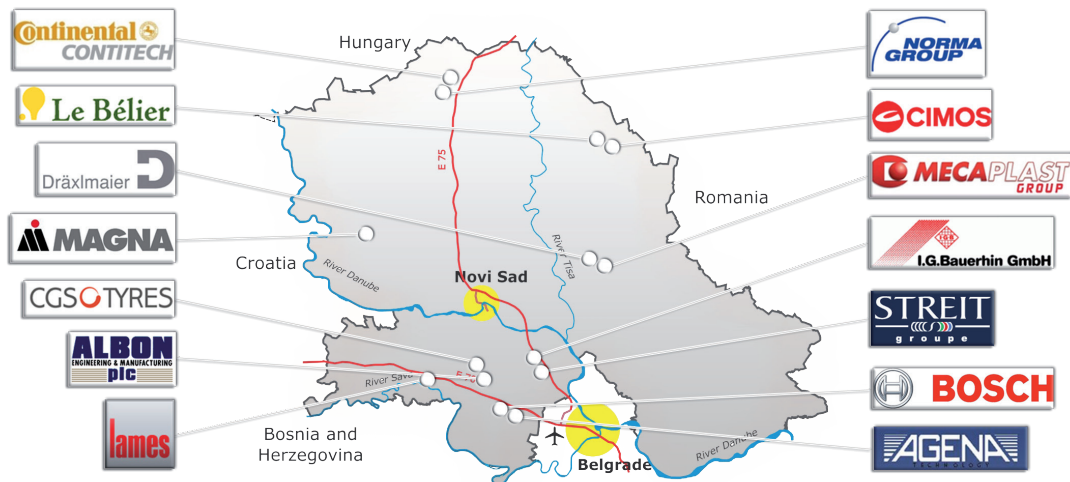 Continental
CONTITECH
Le Bélier
Dräxlmaier
MAGNA
CGS TYRES
ALBON
ENGINEERING & MANUFACTURING
plc
lames
Hungary
E 75
Romania
River Tisa
Croatia
River Danube
Novi Sad
River Sava
E 70
Bosnia and
Herzegovina
Belgrade
River Danube
NORMA
GROUP
CIMOS
MECAPLAST
GROUP
I.G.B.
I.G.Bauerhin GmbH
STREIT
groupe
BOSCH
AGENA
TECHNOLOGY